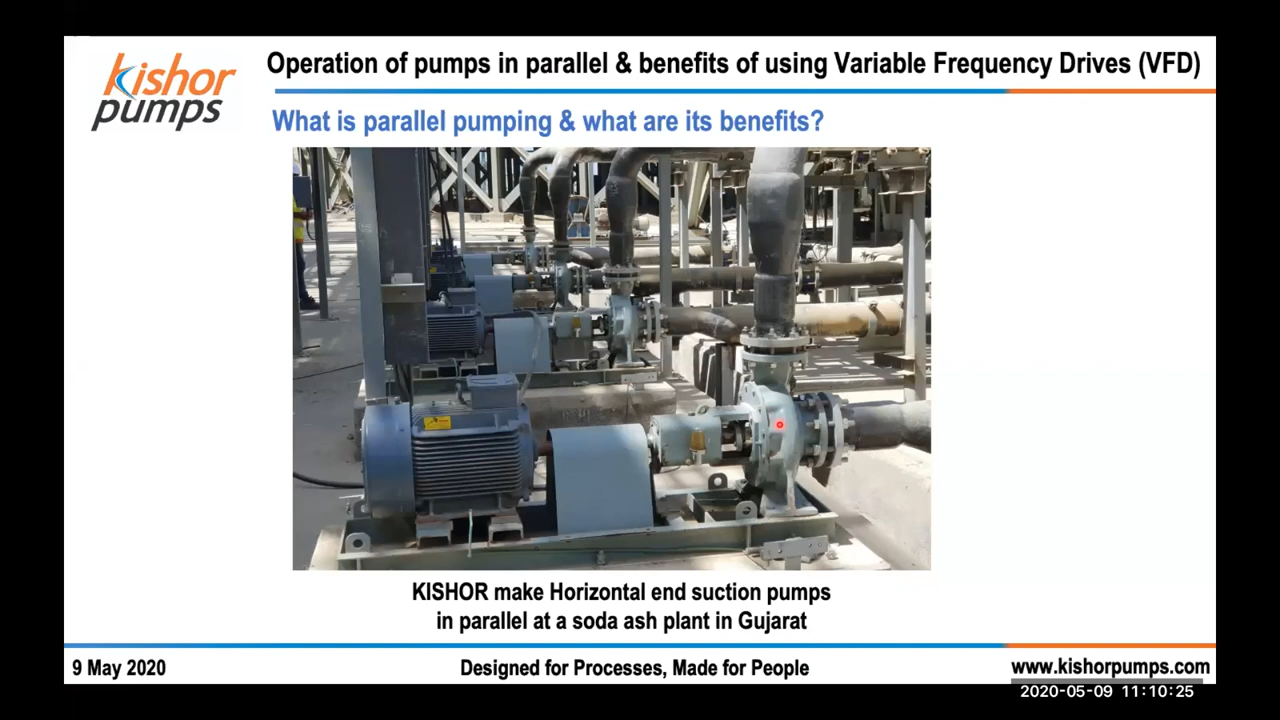 kishor
pumps
Operation of pumps in parallel & benefits of using Variable Frequency Drives (VFD)
What is parallel pumping & what are its benefits?
KISHOR make Horizontal end suction pumps
in parallel at a soda ash plant in Gujarat
9 May 2020
Designed for Processes, Made for People
www.kishorpumps.com
2020-05-09 11:10:25